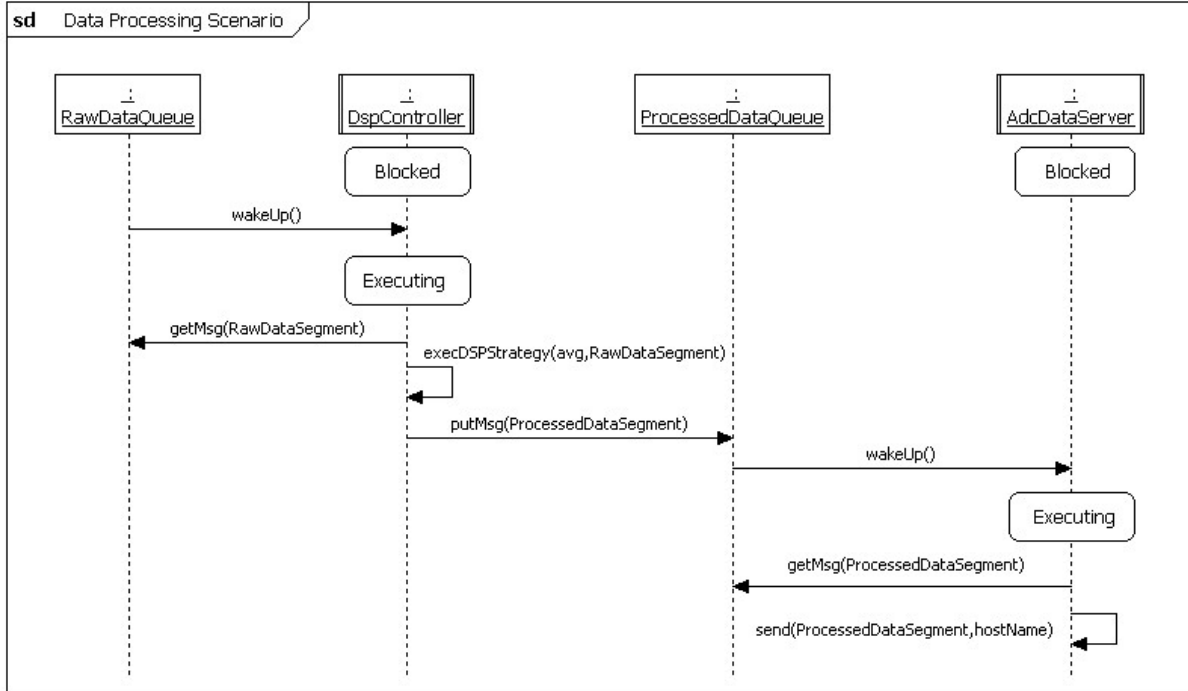 sd Data Processing Scenario
:
RawDataQueue
:
DspController
:
ProcessedDataQueue
:
AdcDataServer
Blocked
Blocked
wakeUp()
Executing
getMsg(RawDataSegment)
execDSPStrategy(avg,RawDataSegment)
putMsg(ProcessedDataSegment)
wakeUp()
Executing
getMsg(ProcessedDataSegment)
send(ProcessedDataSegment,hostName)